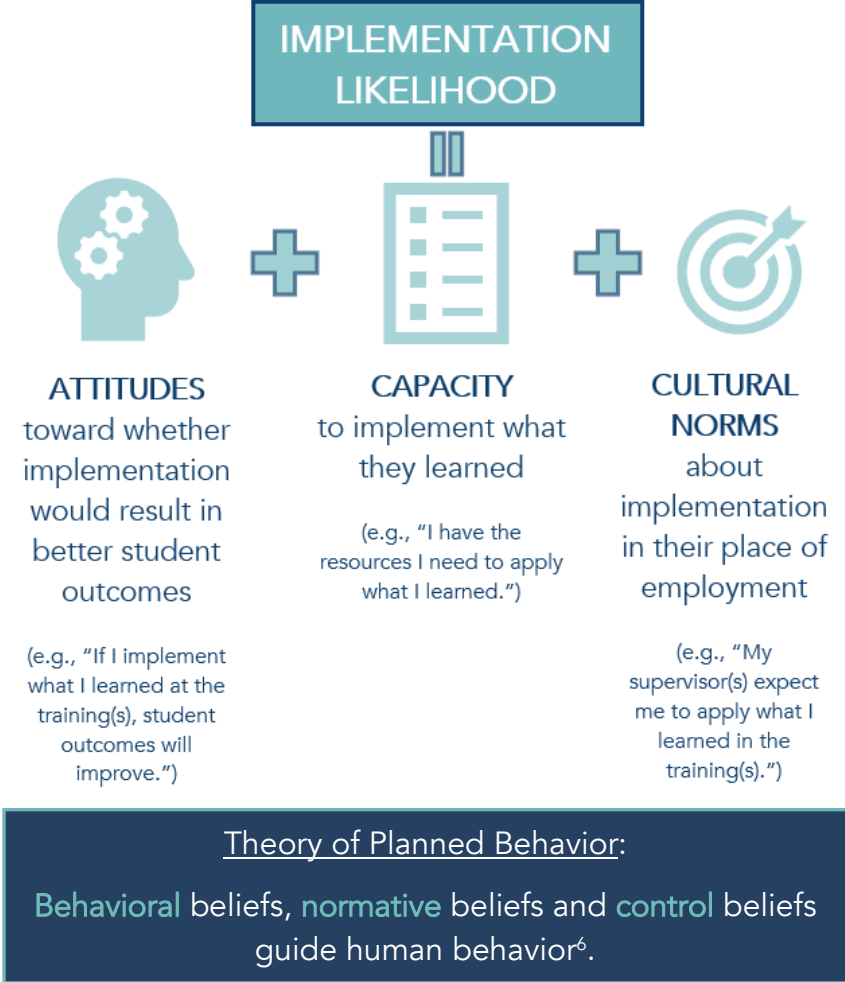 IMPLEMENTATION
LIKELIHOOD
ATTITUDES
toward whether
implementation
would result in
better student
outcomes
(e.g., “If I implement
what I learned at the
training(s), student
outcomes will
improve.”)
CAPACITY
to implement what
they learned
(e.g., “I have the
resources I need to apply
what I learned.”)
CULTURAL
NORMS
about
implementation
in their place of
employment
(e.g., “My
supervisor(s) expect
me to apply what I
learned in the
training(s).”)
Theory of Planned Behavior:
Behavioral beliefs, normative beliefs and control beliefs
guide human behavior⁶.